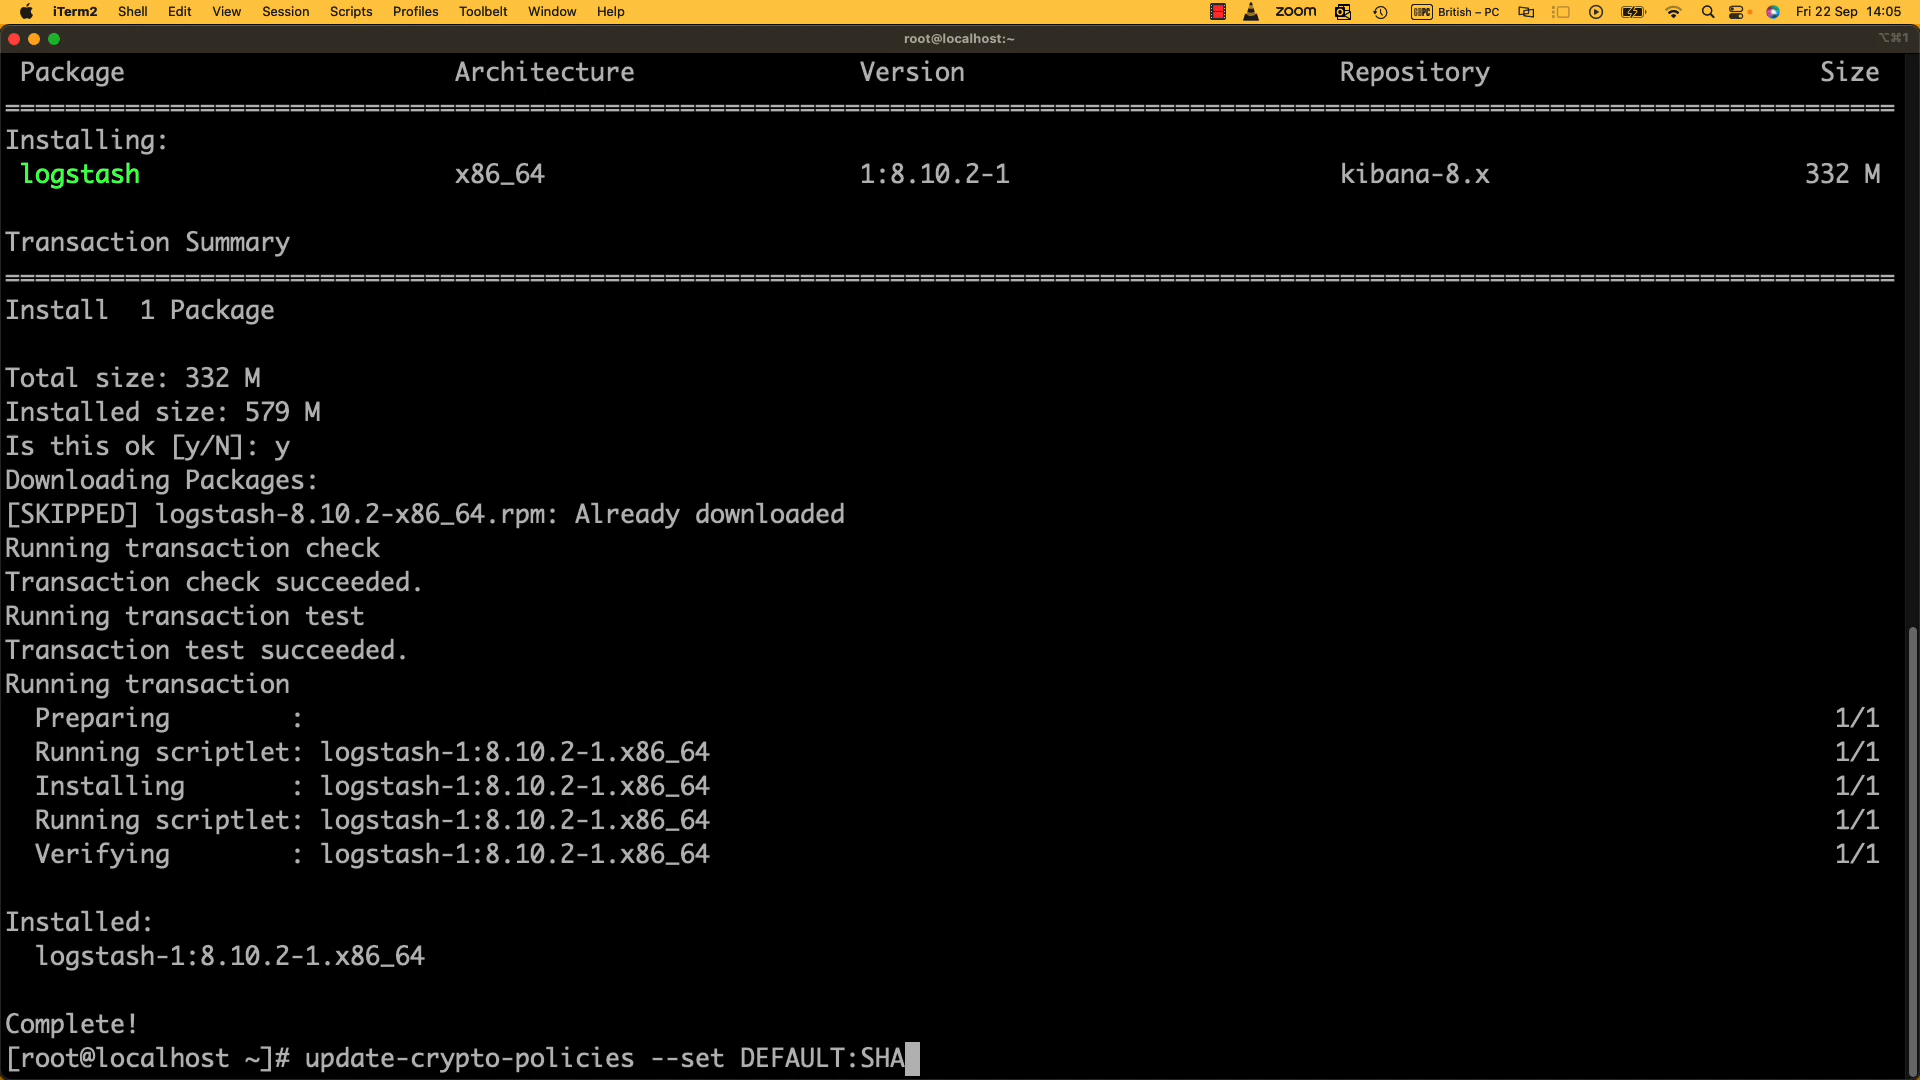 iTerm2 Shell Edit View Session Scripts Profiles Toolbelt Window Help zoom British – PC Fri 22 Sep 14:05
root@localhost:~ ⌥⌘1
Package Architecture Version Repository Size
================================================================================
Installing:
logstash x86_64 1:8.10.2-1 kibana-8.x 332 M
Transaction Summary
================================================================================
Install 1 Package
Total size: 332 M
Installed size: 579 M
Is this ok [y/N]: y
Downloading Packages:
[SKIPPED] logstash-8.10.2-x86_64.rpm: Already downloaded
Running transaction check
Transaction check succeeded.
Running transaction test
Transaction test succeeded.
Running transaction
Preparing : 1/1
Running scriptlet: logstash-1:8.10.2-1.x86_64 1/1
Installing : logstash-1:8.10.2-1.x86_64 1/1
Running scriptlet: logstash-1:8.10.2-1.x86_64 1/1
Verifying : logstash-1:8.10.2-1.x86_64 1/1
Installed:
logstash-1:8.10.2-1.x86_64
Complete!
[root@localhost ~]# update-crypto-policies --set DEFAULT:SHA